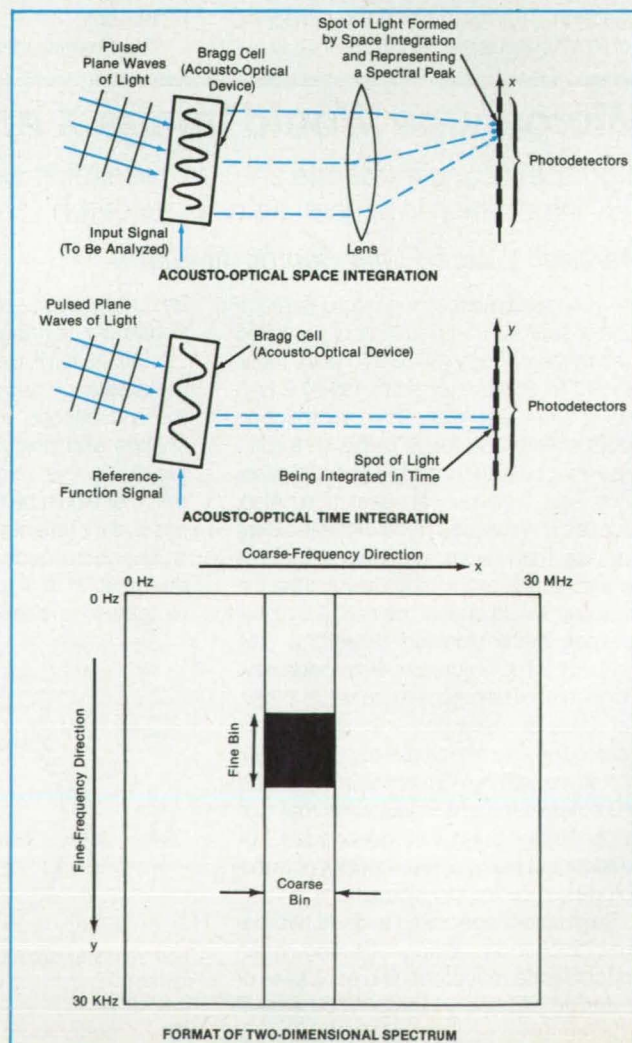 Pulsed
Plane Waves
of Light
Bragg Cell
(Acousto-Optical
Device)
Spot of Light Formed
by Space Integration
and Representing
a Spectral Peak
x
Photodetectors
Input Signal
(To Be Analyzed)
Lens
ACOUSTO-OPTICAL SPACE INTEGRATION
Pulsed Plane
Waves of Light
Bragg Cell
(Acousto-Optical Device)
y
Photodetectors
Spot of Light
Being Integrated in Time
Reference-
Function Signal
ACOUSTO-OPTICAL TIME INTEGRATION
Coarse-Frequency Direction
x
0 Hz
30 MHz
0 Hz
Fine-Frequency Direction
y
Fine Bin
Coarse
Bin
30 KHz
FORMAT OF TWO-DIMENSIONAL SPECTRUM